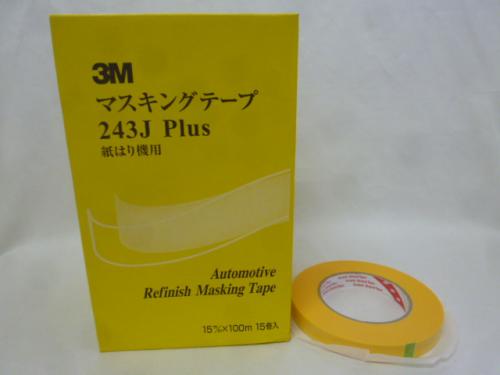 3M
マスキングテープ
243J Plus
紙はり機用
Automotive
Refinish Masking Tape
15㎜×100m 15巻入